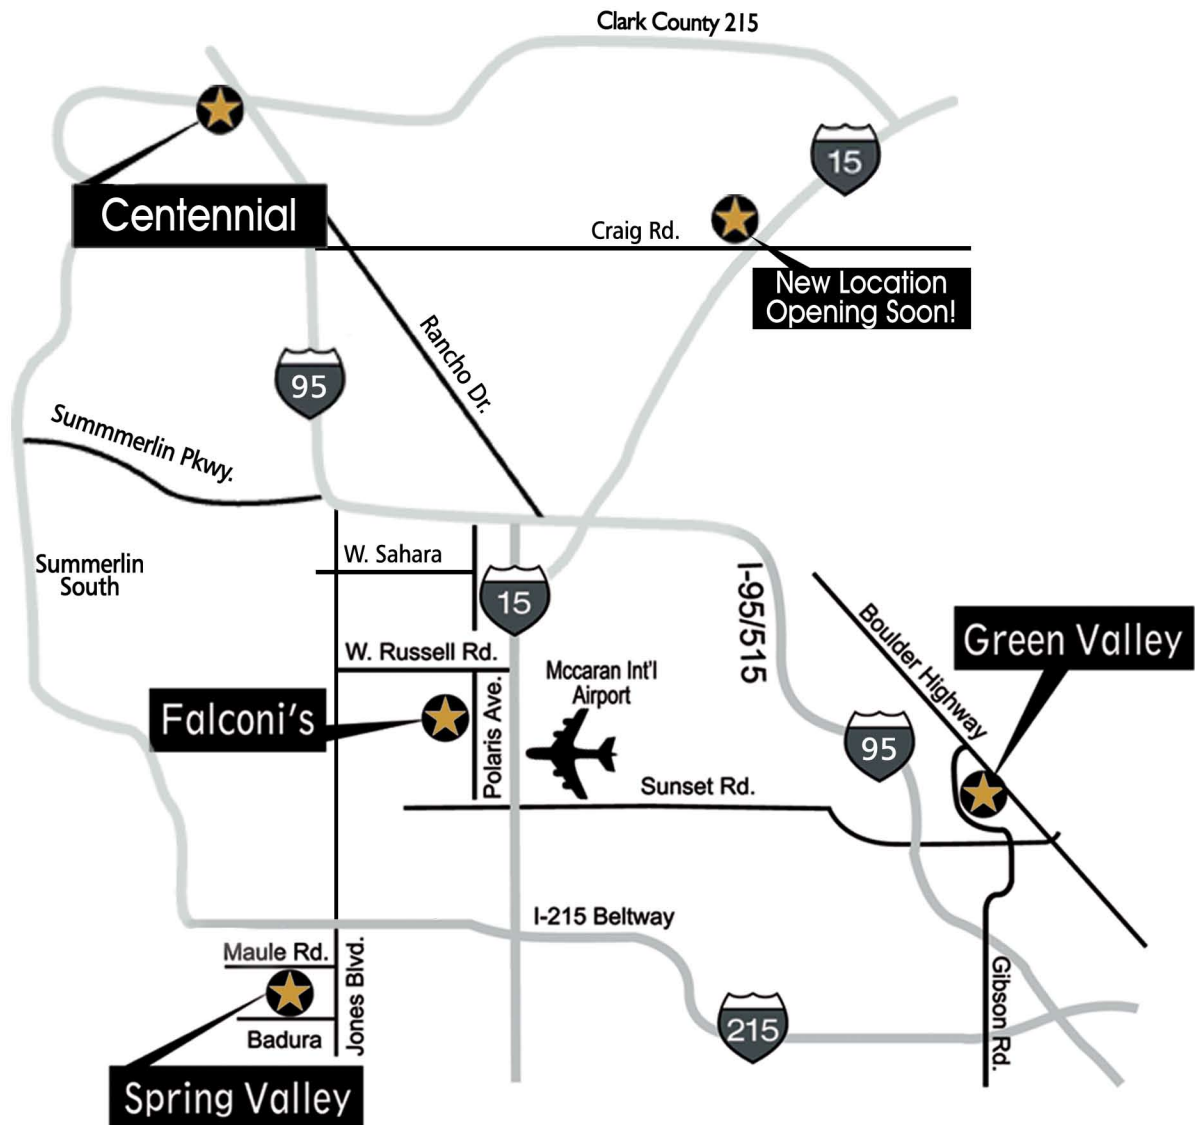 Clark County 215
15
Centennial
Craig Rd.
New Location
Opening Soon!
Rancho Dr.
95
Summmerlin Pkwy.
Summerlin
South
W. Sahara
15
I-95/515
Boulder Highway
Green Valley
W. Russell Rd.
Mccaran Int'l
Airport
Falconi's
Polaris Ave.
95
Sunset Rd.
I-215 Beltway
Maule Rd.
Jones Blvd.
Gibson Rd.
215
Badura
Spring Valley